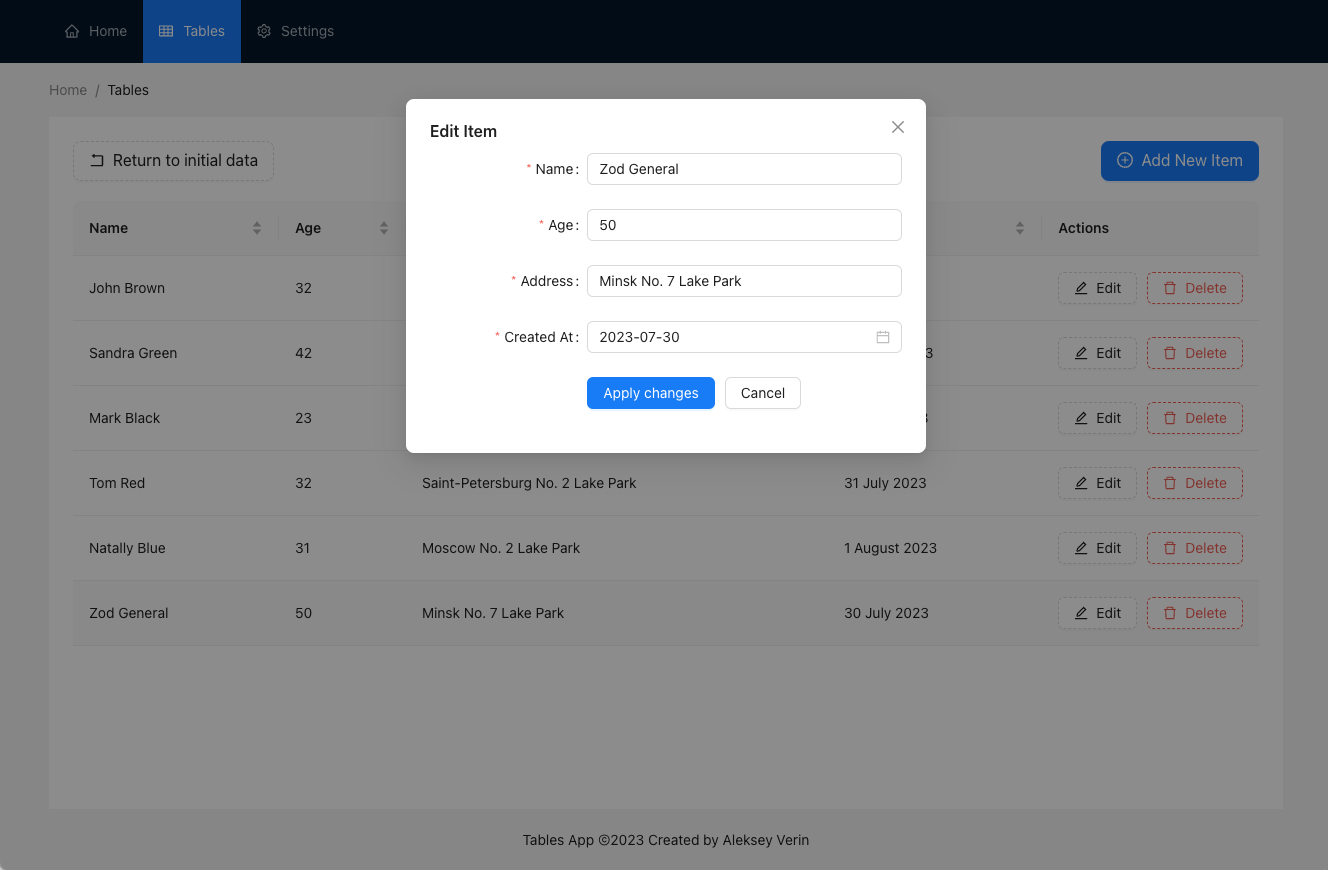 Home Tables Settings
Home / Tables
Edit Item
* Name: Zod General
* Age: 50
* Address: Minsk No. 7 Lake Park
* Created At: 2023-07-30
Apply changes Cancel
Return to initial data Add New Item
Name Age Actions
John Brown 32 Edit Delete
Sandra Green 42 3 Edit Delete
Mark Black 23 Edit Delete
Tom Red 32 Saint-Petersburg No. 2 Lake Park 31 July 2023 Edit Delete
Natally Blue 31 Moscow No. 2 Lake Park 1 August 2023 Edit Delete
Zod General 50 Minsk No. 7 Lake Park 30 July 2023 Edit Delete
Tables App ©2023 Created by Aleksey Verin